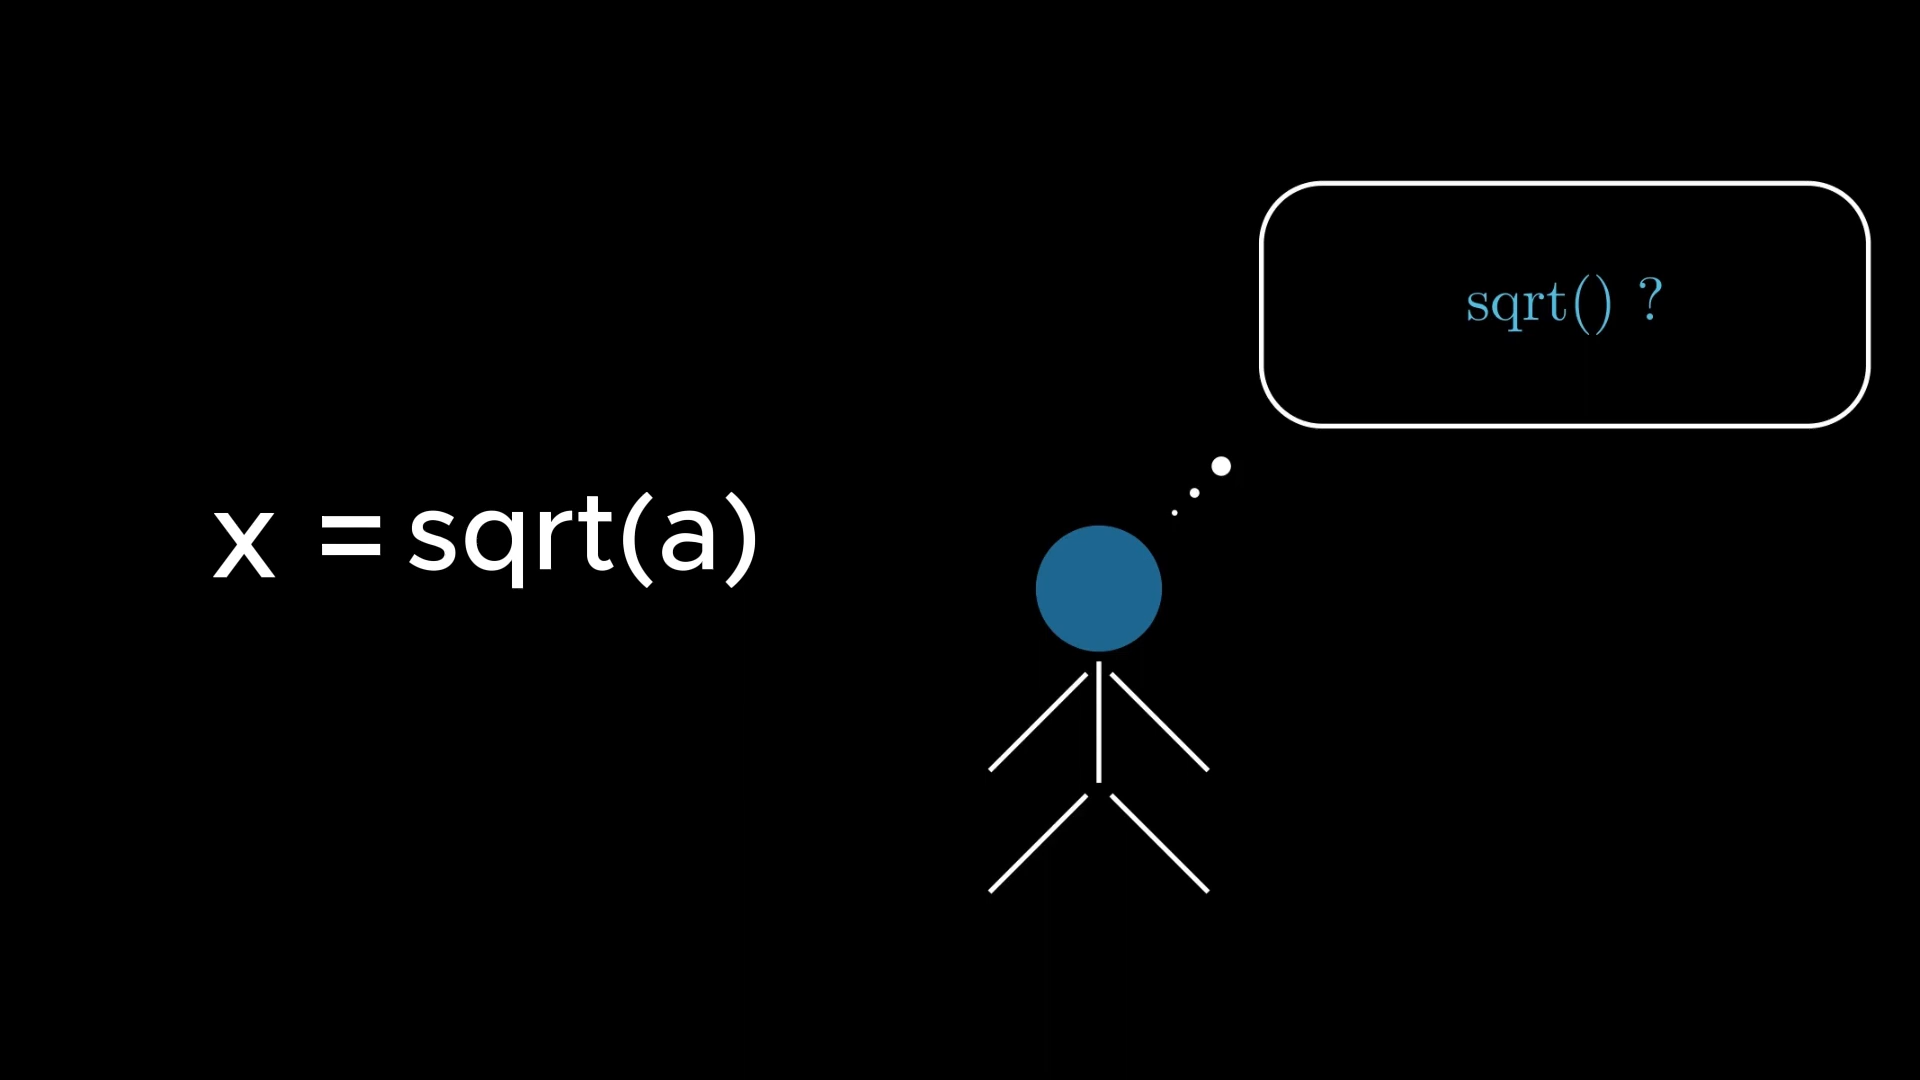 x = sqrt(a)
sqrt() ?